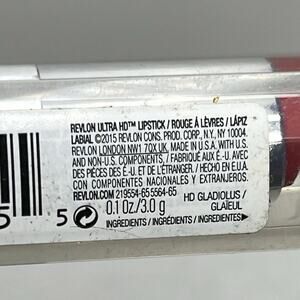 REVLON ULTRA HD™ LIPSTICK / ROUGE À LÈVRES / LÁPIZ
LABIAL ©2015 REVLON CONS. PROD. CORP., N.Y., NY 10004.
REVLON LONDON NW1 7QX UK. MADE IN U.S.A. WITH U.S.
AND NON-U.S. COMPONENTS. / FABRIQUÉ AUX É.-U. AVEC
DES PIÈCES DES É.-U. ET DE L'ÉTRANGER. / HECHO EN E.U.A.
CON COMPONENTES NACIONALES Y EXTRANJEROS.
REVLON.COM 219554-65 5564-65
5 5 0.1 Oz/3.0 g HD GLADIOLUS /
GLAÏEUL
INGREDIENTS / INGRÉDIENTS / INGREDIENTES